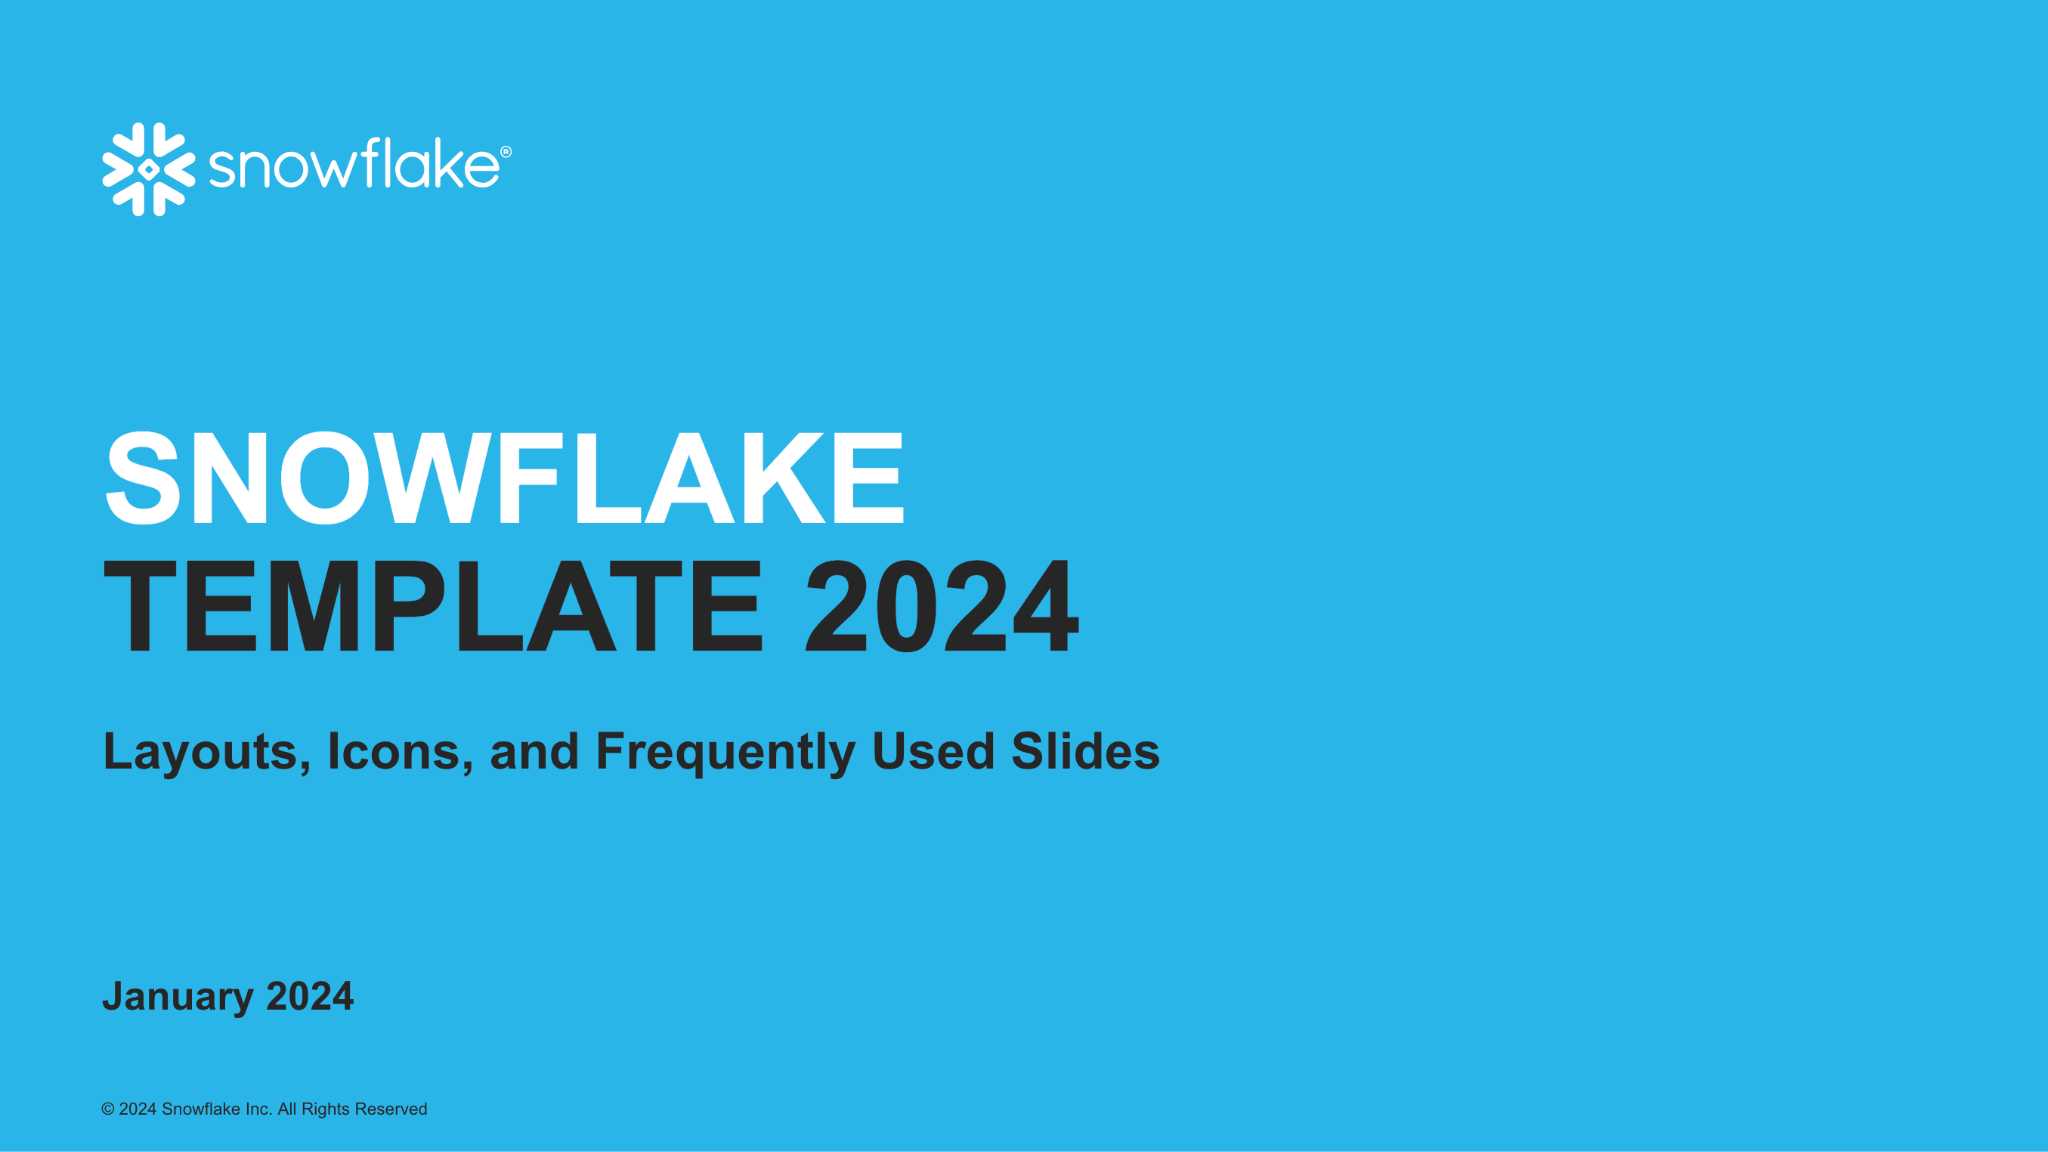 snowflake®
SNOWFLAKE
TEMPLATE 2024
Layouts, Icons, and Frequently Used Slides
January 2024
© 2024 Snowflake Inc. All Rights Reserved